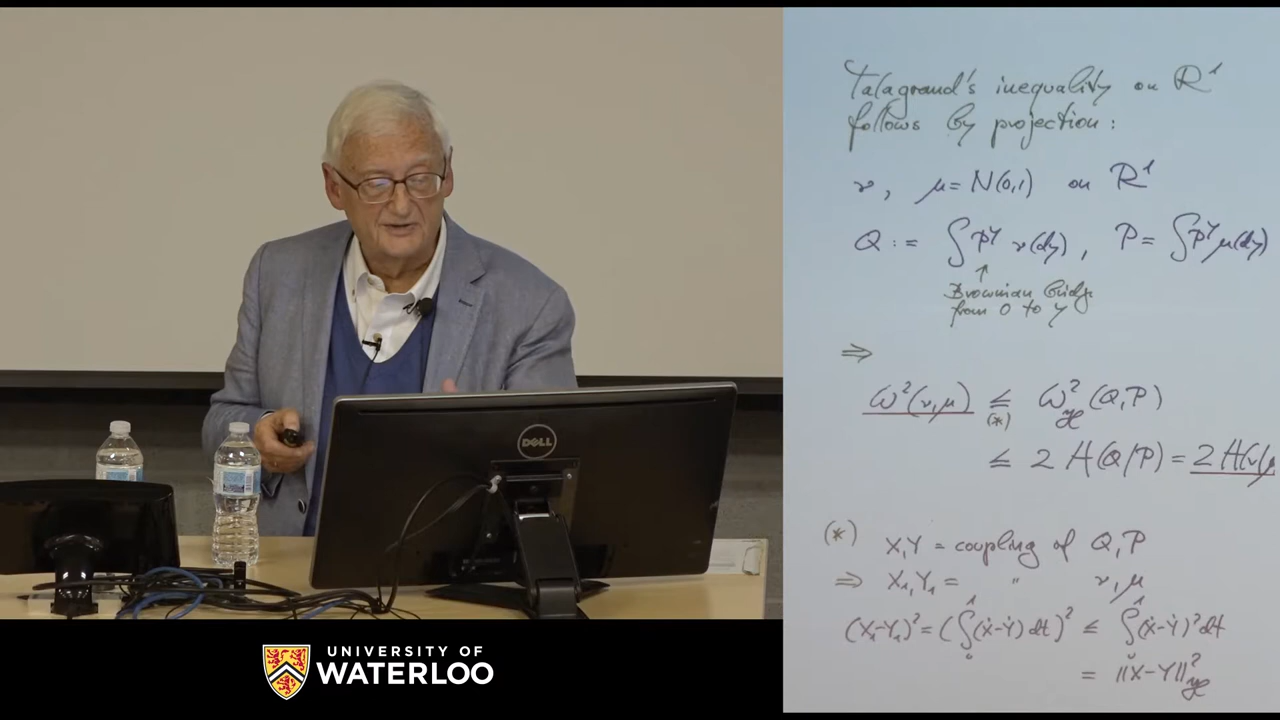 Talagrand's inequality on R¹
follows by projection :
ν, μ = N(0,1) on R¹
Q := ∫ P^y ν(dy), P = ∫ P^y μ(dy)
↑
Brownian bridge
from 0 to y
⇒
W²(ν,μ) ≤ W²_ℋ(Q,P)
(*)
≤ 2 H(Q|P) = 2 H(ν|μ
(*) X,Y = coupling of Q,P
⇒ X₁,Y₁ = " ν,μ
(X₁-Y₁)² = (∫₀¹(Ẋ-Ẏ) dt)² ≤ ∫₀¹(Ẋ-Ẏ)² dt
= ||X-Y||²_ℋ
DELL
UNIVERSITY OF
WATERLOO